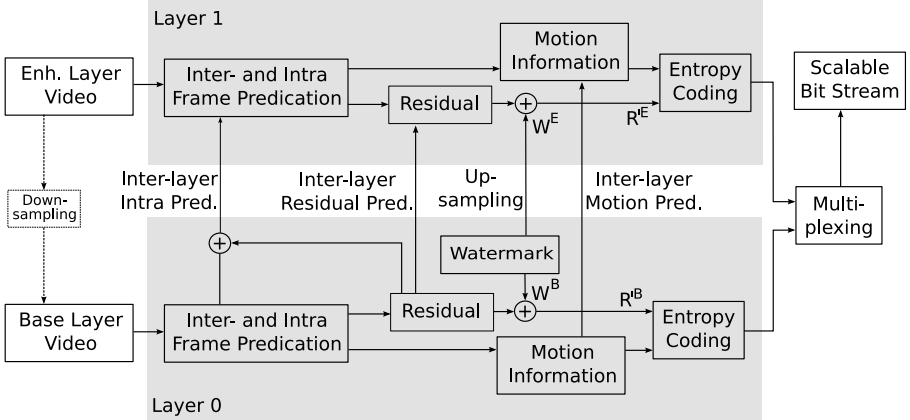 Layer 1
Enh. Layer
Video
Inter- and Intra
Frame Predication
Motion
Information
Residual
W^E
R'^E
Entropy
Coding
Scalable
Bit Stream
Down-
sampling
Inter-layer
Intra Pred.
Inter-layer
Residual Pred.
Up-
sampling
Inter-layer
Motion Pred.
Multi-
plexing
Watermark
W^B
Base Layer
Video
Inter- and Intra
Frame Predication
Residual
R'^B
Motion
Information
Entropy
Coding
Layer 0